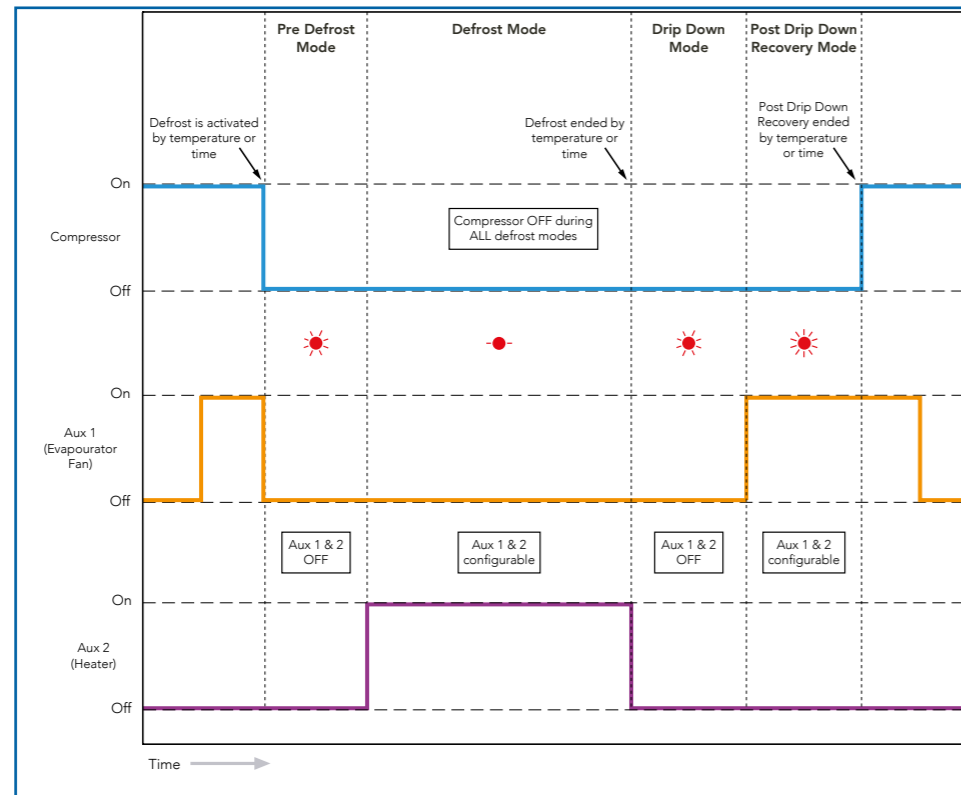 Pre Defrost
Mode
Defrost Mode
Drip Down
Mode
Post Drip Down
Recovery Mode
Defrost is activated
by temperature or
time
Defrost ended by
temperature or
time
Post Drip Down
Recovery ended
by temperature
or time
On
Compressor
Compressor OFF during
ALL defrost modes
Off
On
Aux 1
(Evapourator
Fan)
Off
Aux 1 & 2
OFF
Aux 1 & 2
configurable
Aux 1 & 2
OFF
Aux 1 & 2
configurable
On
Aux 2
(Heater)
Off
Time